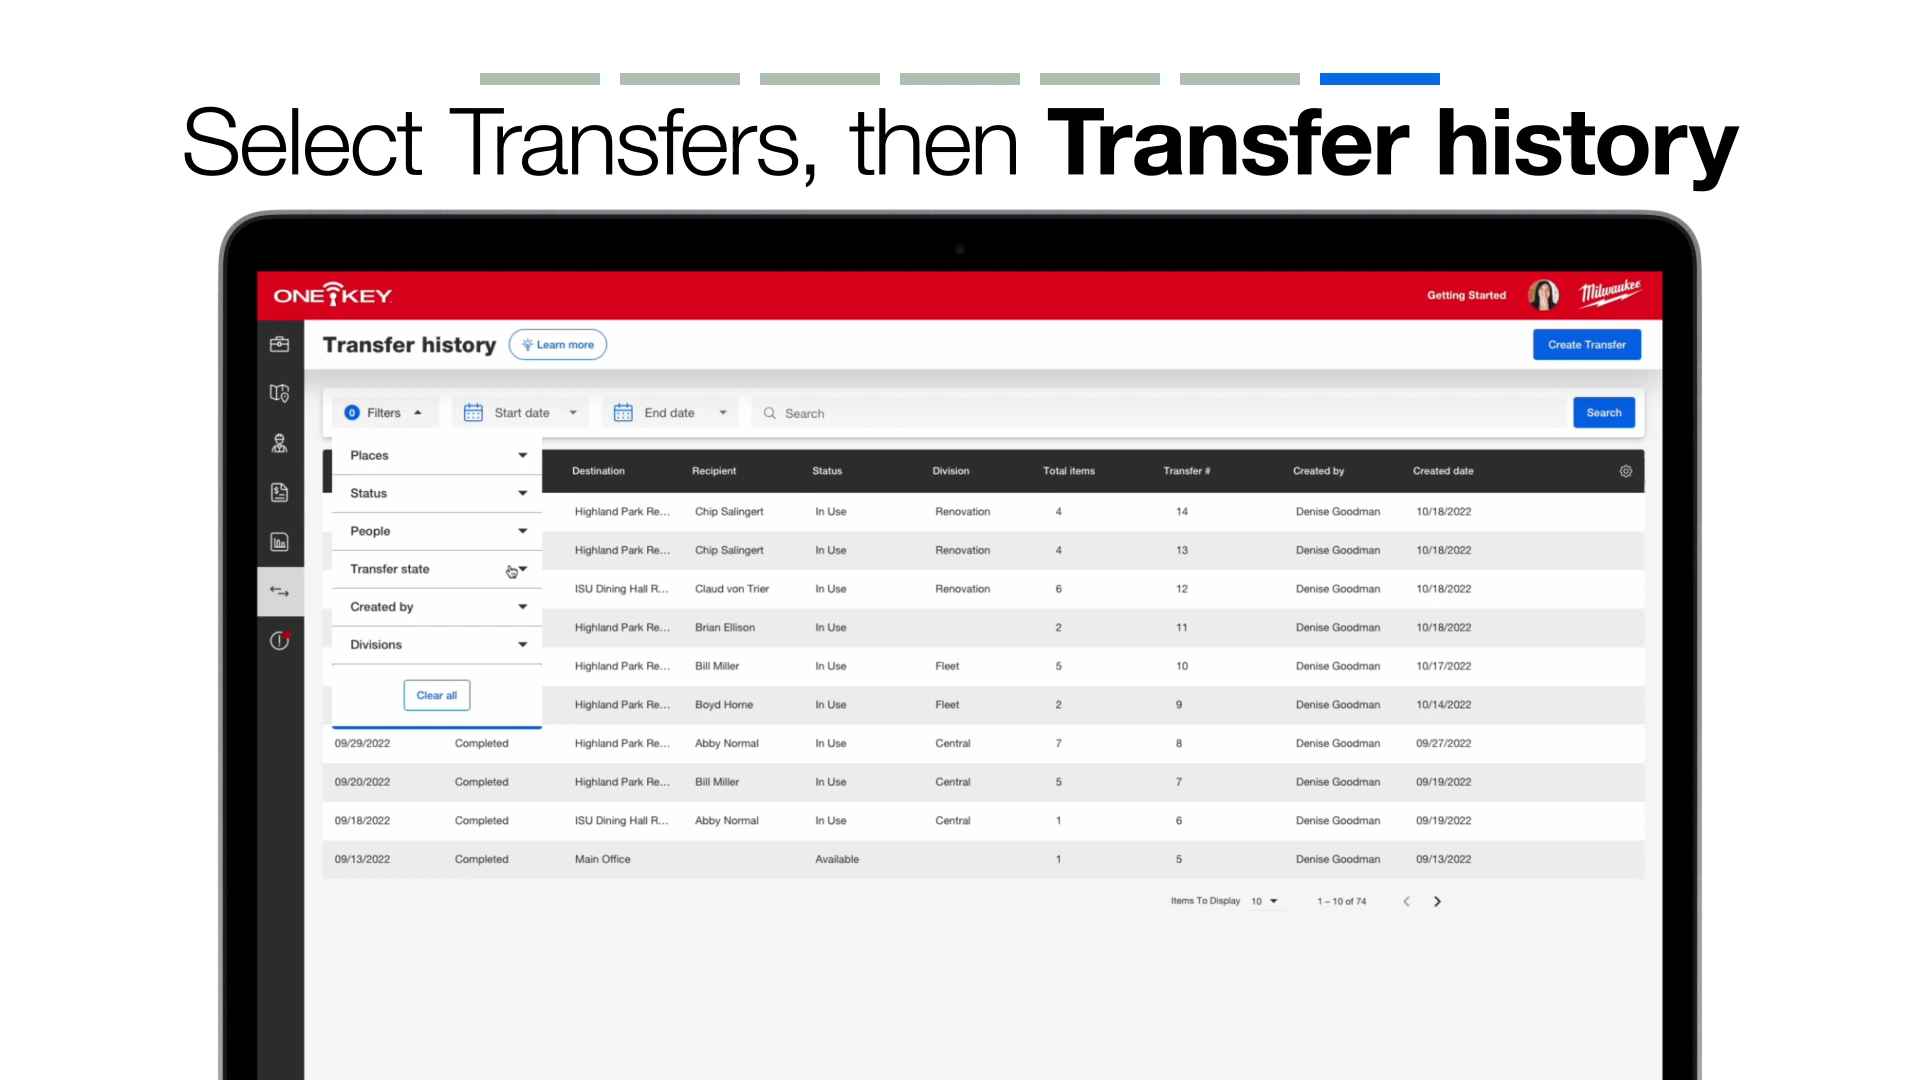 Select Transfers, then Transfer history
ONE KEY
Getting Started
Milwaukee
Transfer history
Learn more
Create Transfer
0 Filters
Start date
End date
Search
Search
Places
Status
People
Transfer state
Created by
Divisions
Clear all
Destination Recipient Status Division Total items Transfer # Created by Created date
Highland Park Re... Chip Salingert In Use Renovation 4 14 Denise Goodman 10/18/2022
Highland Park Re... Chip Salingert In Use Renovation 4 13 Denise Goodman 10/18/2022
ISU Dining Hall R... Claud von Trier In Use Renovation 6 12 Denise Goodman 10/18/2022
Highland Park Re... Brian Ellison In Use 2 11 Denise Goodman 10/18/2022
Highland Park Re... Bill Miller In Use Fleet 5 10 Denise Goodman 10/17/2022
Highland Park Re... Boyd Horne In Use Fleet 2 9 Denise Goodman 10/14/2022
09/29/2022 Completed Highland Park Re... Abby Normal In Use Central 7 8 Denise Goodman 09/27/2022
09/20/2022 Completed Highland Park Re... Bill Miller In Use Central 5 7 Denise Goodman 09/19/2022
09/18/2022 Completed ISU Dining Hall R... Abby Normal In Use Central 1 6 Denise Goodman 09/19/2022
09/13/2022 Completed Main Office Available 1 5 Denise Goodman 09/13/2022
Items To Display 10 1 – 10 of 74